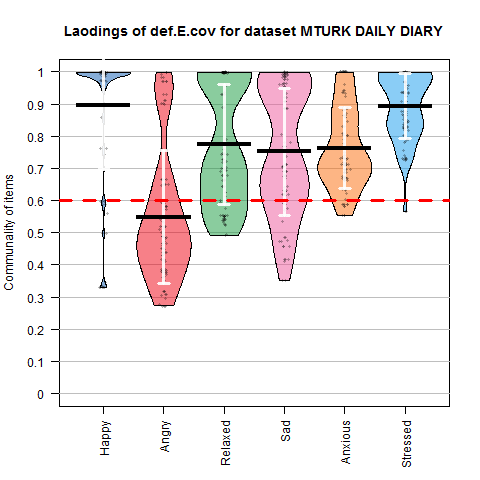 Laodings of def.E.cov for dataset MTURK DAILY DIARY
Communality of items
1
0.9
0.8
0.7
0.6
0.5
0.4
0.3
0.2
0.1
0
Happy
Angry
Relaxed
Sad
Anxious
Stressed